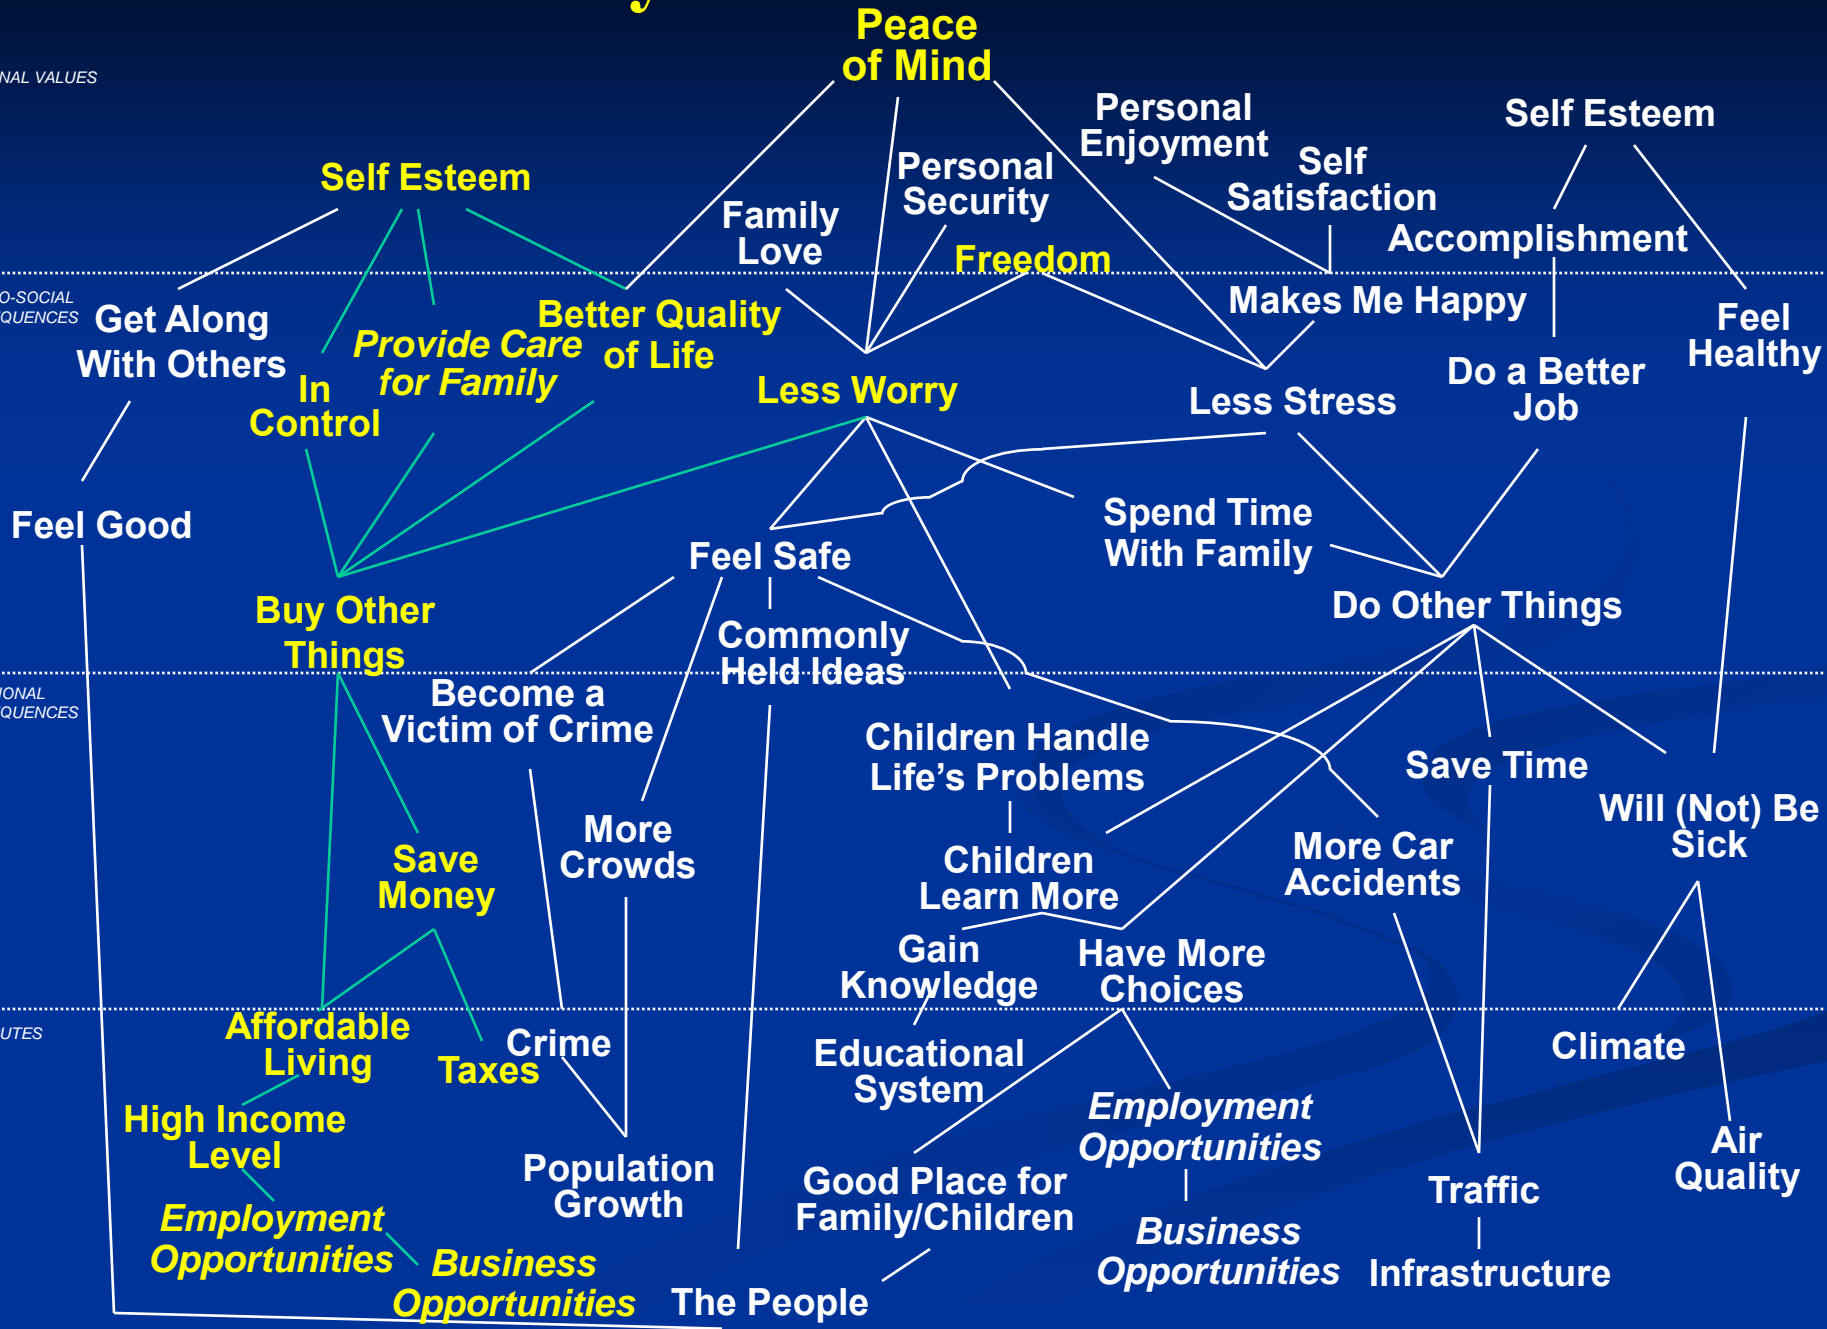 Peace
of Mind
NAL VALUES
Personal
Enjoyment
Self Esteem
Self
Satisfaction
Personal
Security
Self Esteem
Family
Love
Accomplishment
Freedom
O-SOCIAL
QUENCES
Get Along
With Others
Better Quality
of Life
Makes Me Happy
Feel
Healthy
Provide Care
for Family
In
Control
Less Worry
Less Stress
Do a Better
Job
Feel Good
Spend Time
With Family
Feel Safe
Buy Other
Things
Do Other Things
Commonly
Held Ideas
IONAL
QUENCES
Become a
Victim of Crime
Children Handle
Life’s Problems
Save Time
Will (Not) Be
Sick
More
Crowds
More Car
Accidents
Save
Money
Children
Learn More
Gain
Knowledge
Have More
Choices
UTES
Affordable
Living
Crime
Taxes
Educational
System
Climate
High Income
Level
Employment
Opportunities
Air
Quality
Population
Growth
Good Place for
Family/Children
Traffic
Employment
Opportunities
Business
Opportunities
Business
Opportunities
The People
Infrastructure